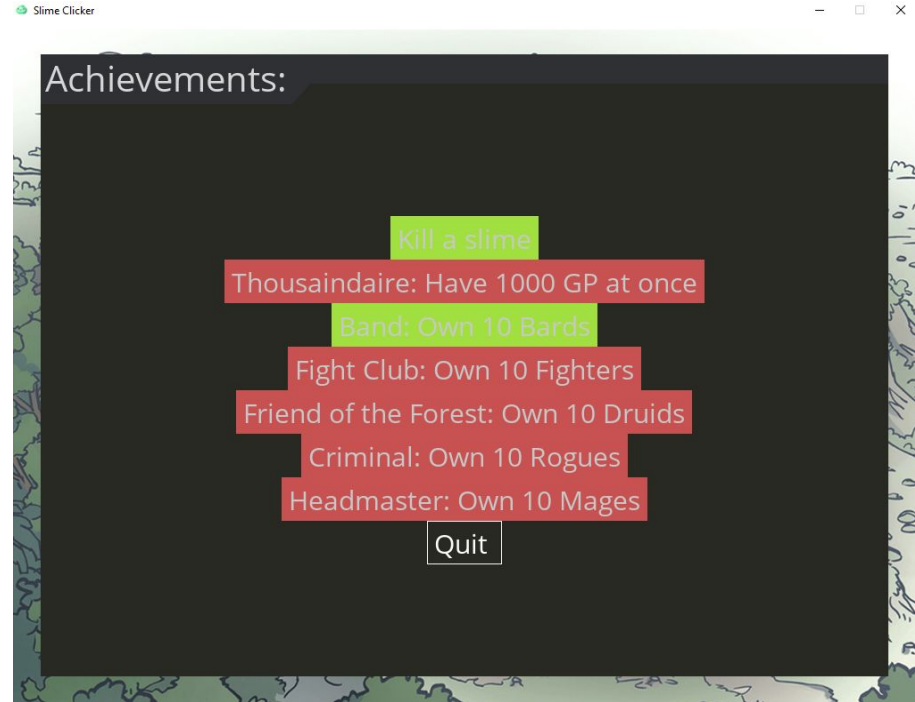 Slime Clicker
Achievements:
Kill a slime
Thousaindaire: Have 1000 GP at once
Band: Own 10 Bards
Fight Club: Own 10 Fighters
Friend of the Forest: Own 10 Druids
Criminal: Own 10 Rogues
Headmaster: Own 10 Mages
Quit